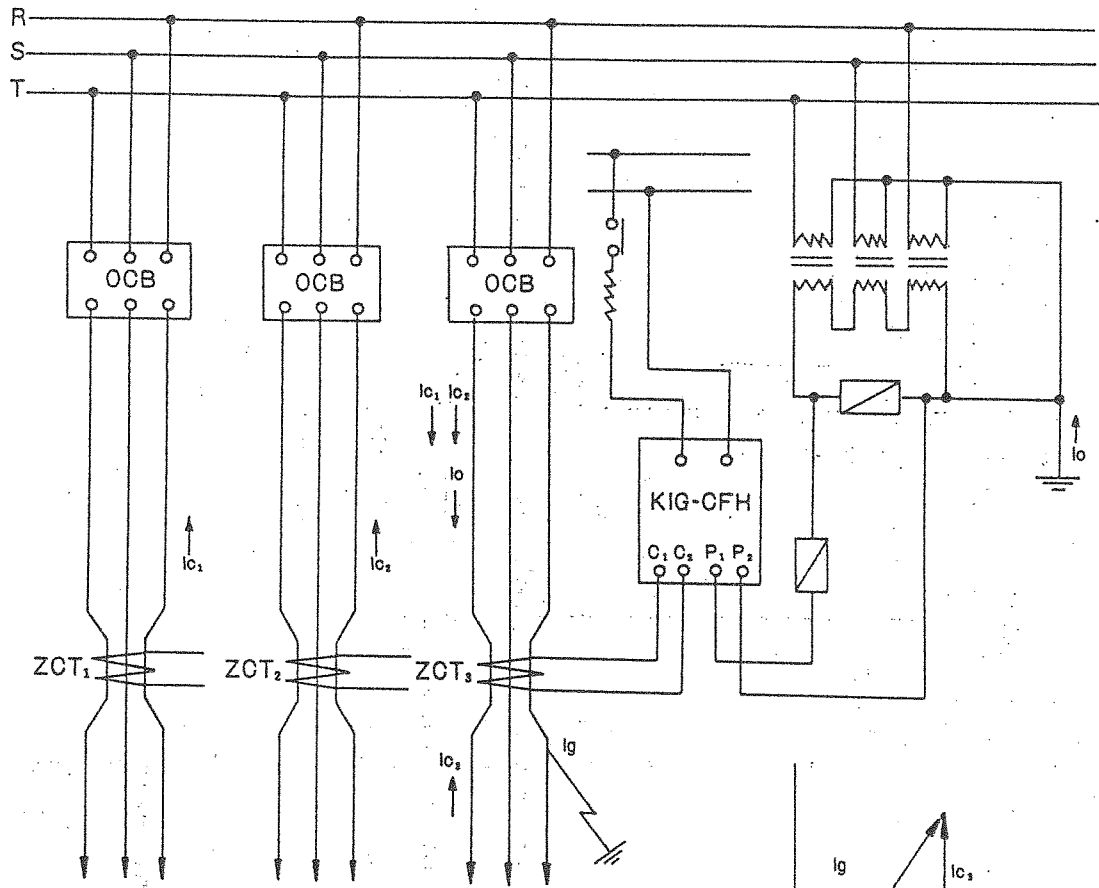 R
S
T
OCB
OCB
OCB
Ic₁ Ic₂
Io
Io
KIG-CFH
Ic₁
Ic₂
C₁ C₂ P₁ P₂
ZCT₁
ZCT₂
ZCT₃
Ig
Ic₃
Ig
Ic₃